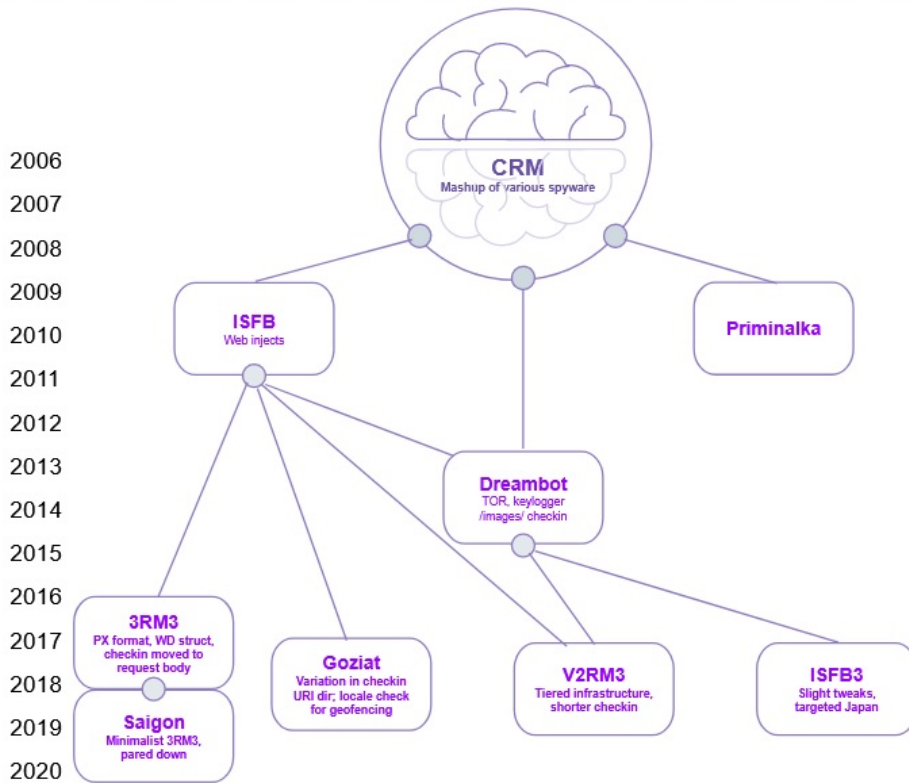 2006
2007
2008
2009
2010
2011
2012
2013
2014
2015
2016
2017
2018
2019
2020
CRM
Mashup of various spyware
ISFB
Web injects
Priminalka
Dreambot
TOR, keylogger
/images/ checkin
3RM3
PX format, WD struct,
checkin moved to
request body
Saigon
Minimalist 3RM3,
pared down
Goziat
Variation in checkin
URI dir; locale check
for geofencing
V2RM3
Tiered infrastructure,
shorter checkin
ISFB3
Slight tweaks,
targeted Japan